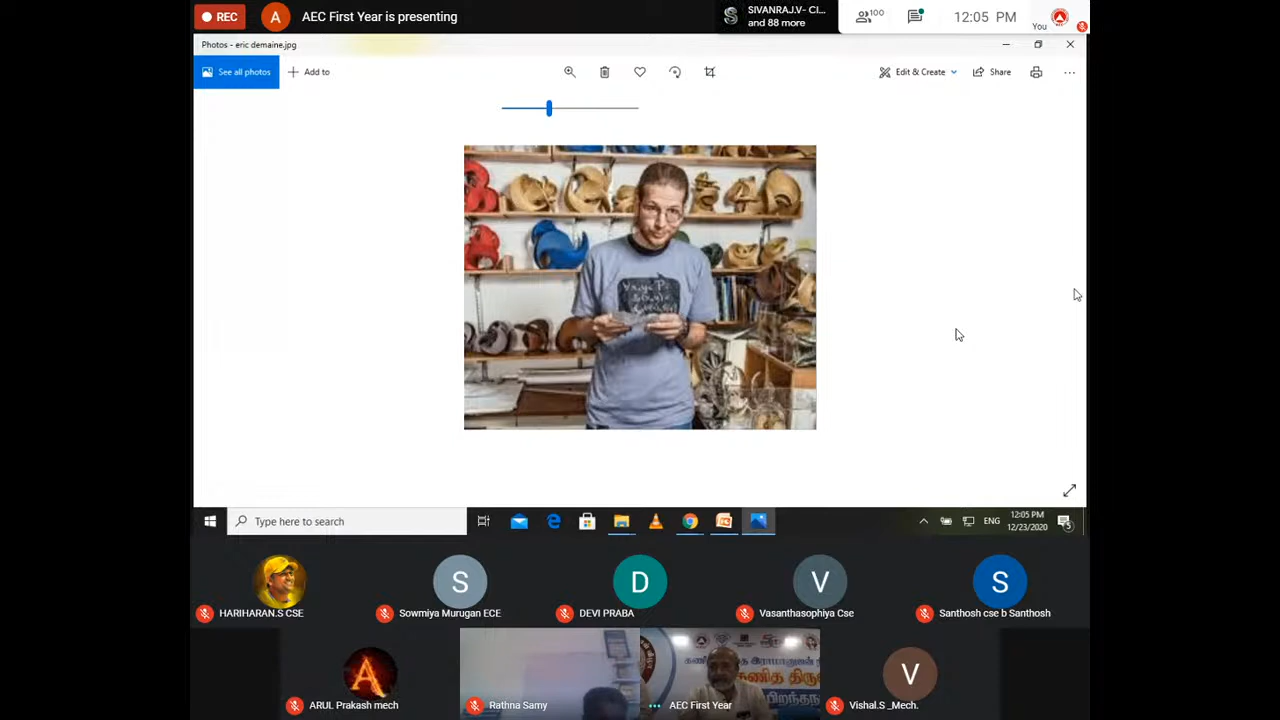 REC
A
AEC First Year is presenting
S
SIVANRAJ.V- CI...
and 88 more
100
12:05 PM
You
Photos - eric demaine.jpg
See all photos
Add to
Edit & Create
Share
Type here to search
ENG
12:05 PM
12/23/2020
5
HARIHARAN.S CSE
S
Sowmiya Murugan ECE
D
DEVI PRABA
V
Vasanthasophiya Cse
S
Santhosh cse b Santhosh
A
ARUL Prakash mech
Rathna Samy
கணித
AEC First Year
V
Vishal.S _Mech.